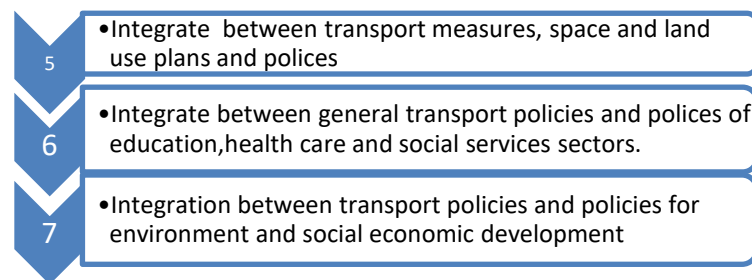 5
•Integrate  between transport measures, space and land
use plans and polices
6
•Integrate between general transport policies and polices of
education,health care and social services sectors.
7
•Integration between transport policies and policies for
environment and social economic development